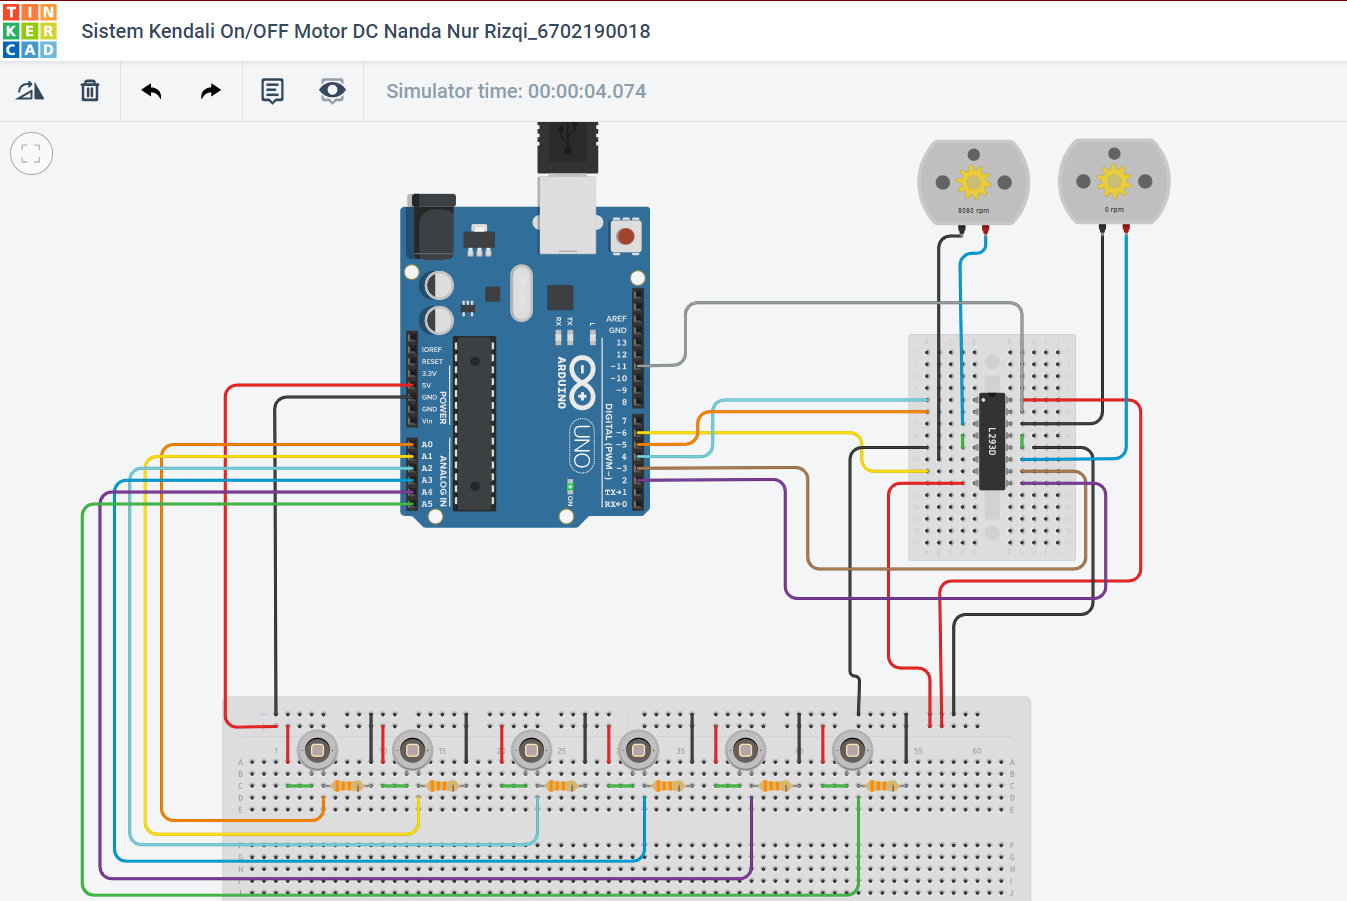 TIN
KER
CAD
Sistem Kendali On/OFF Motor DC Nanda Nur Rizqi_6702190018
Simulator time: 00:00:04.074
0 rpm
AREF
GND
13
12
~11
~10
~9
8
7
~6
~5
4
~3
2
TX→1
RX←0
DIGITAL (PWM~)
RX
TX
L
ARDUINO
UNO
ON
IOREF
RESET
3.3V
5V
GND
GND
Vin
POWER
A0
A1
A2
A3
A4
A5
ANALOG IN
L293D
1
15
25
35
55
60
A
B
C
D
E
F
G
H
I
J
A
B
C
D
E
F
G
H
I
J